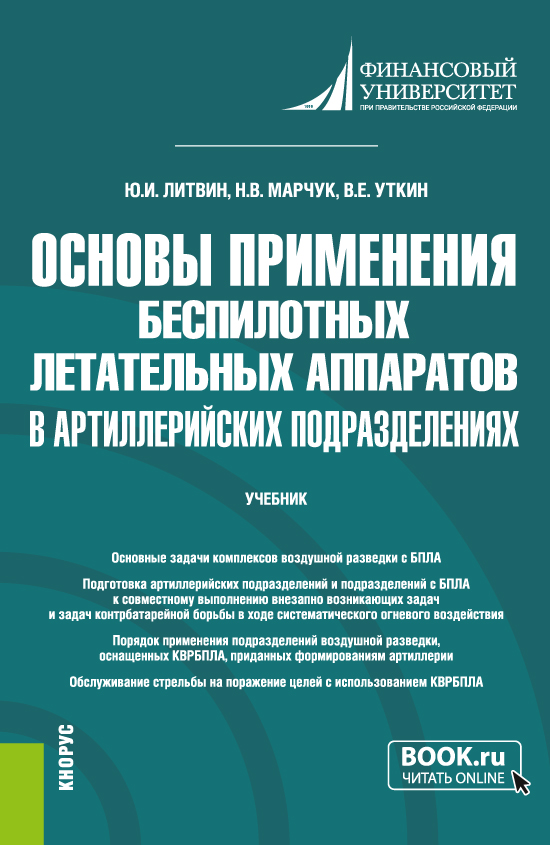 ФИНАНСОВЫЙ
УНИВЕРСИТЕТ
ПРИ ПРАВИТЕЛЬСТВЕ РОССИЙСКОЙ ФЕДЕРАЦИИ
1919
Ю.И. ЛИТВИН, Н.В. МАРЧУК, В.Е. УТКИН
ОСНОВЫ ПРИМЕНЕНИЯ
БЕСПИЛОТНЫХ
ЛЕТАТЕЛЬНЫХ АППАРАТОВ
В АРТИЛЛЕРИЙСКИХ ПОДРАЗДЕЛЕНИЯХ
УЧЕБНИК
Основные задачи комплексов воздушной разведки с БПЛА
Подготовка артиллерийских подразделений и подразделений с БПЛА
к совместному выполнению внезапно возникающих задач
и задач контрбатарейной борьбы в ходе систематического огневого воздействия
Порядок применения подразделений воздушной разведки,
оснащенных КВРБПЛА, приданных формированиям артиллерии
Обслуживание стрельбы на поражение целей с использованием КВРБПЛА
КНОРУС
BOOK.ru
ЧИТАТЬ ONLINE